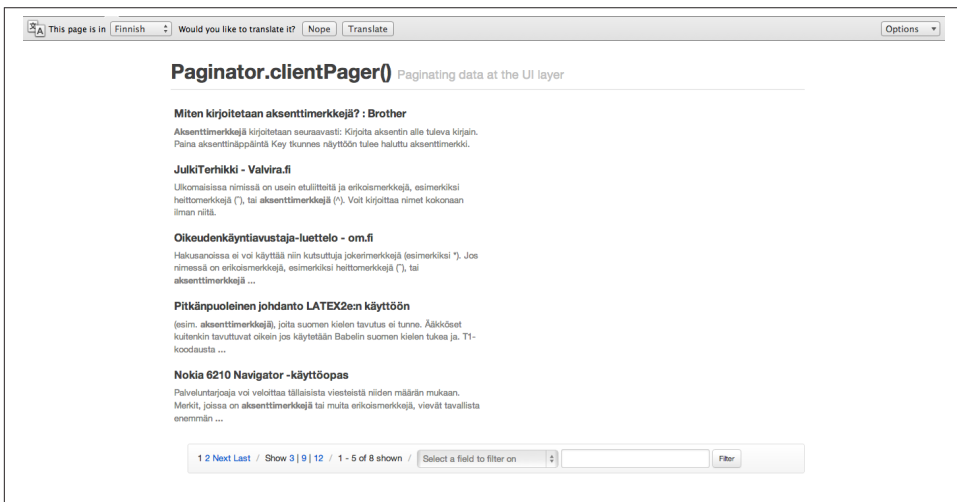 This page is in Finnish Would you like to translate it? Nope Translate Options
Paginator.clientPager() Paginating data at the UI layer
Miten kirjoitetaan aksenttimerkkejä? : Brother
Aksenttimerkkejä kirjoitetaan seuraavasti: Kirjoita aksentin alle tuleva kirjain.
Paina aksenttinäppäintä Key tkunnes näyttöön tulee haluttu aksenttimerkki.
JulkiTerhikki - Valvira.fi
Ulkomaisissa nimissä on usein etuliitteitä ja erikoismerkkejä, esimerkiksi
heittomerkkejä (˜), tai aksenttimerkkejä (^). Voit kirjoittaa nimet kokonaan
ilman niitä.
Oikeudenkäyntiavustaja-luettelo - om.fi
Hakusanoissa ei voi käyttää niin kutsuttuja jokerimerkkejä (esimerkiksi *). Jos
nimessä on erikoismerkkejä, esimerkiksi heittomerkkejä (˜), tai
aksenttimerkkejä ...
Pitkänpuoleinen johdanto LATEX2e:n käyttöön
(esim. aksenttimerkkejä), joita suomen kielen tavutus ei tunne. Ääkköset
kuitenkin tavuttuvat oikein jos käytetään Babelin suomen kielen tukea ja. T1-
koodausta ...
Nokia 6210 Navigator -käyttöopas
Palveluntarjoaja voi veloittaa tällaisista viesteistä niiden määrän mukaan.
Merkit, joissa on aksenttimerkkejä tai muita erikoismerkkejä, vievät tavallista
enemmän ...
1 2 Next Last / Show 3 | 9 | 12 / 1 - 5 of 8 shown / Select a field to filter on Filter